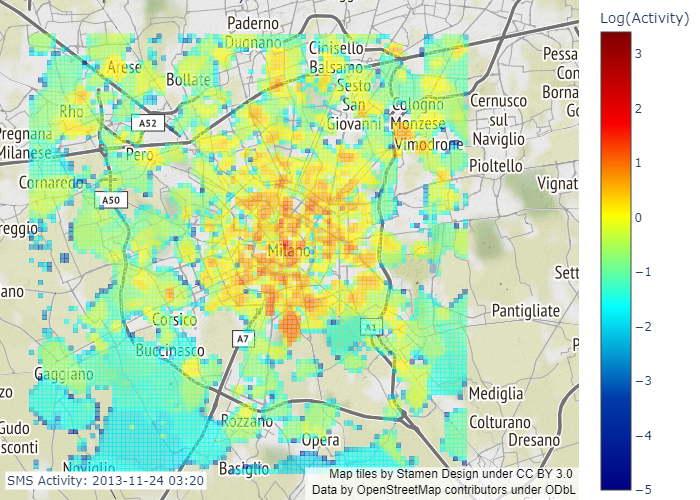 Log(Activity)
Paderno
Dugnano
Cinisello
Balsamo
Arese
Bollate
Sesto
San
Giovanni
Cologno
Monzese
Vimodrone
Cernusco
sul
Naviglio
Pioltello
Pessa
Con
Borna
Go
Rho
A52
Pregnana
Milanese
Pero
Cornaredo
A50
Vignat
reggio
Milano
Sett
ano
Pantigliate
Corsico
A7
A1
Buccinasco
P
Gaggiano
zo
Mediglia
Rozzano
Colturano
Gudo
sconti
Opera
Dresano
Noviglio
Basiglio
SMS Activity: 2013-11-24 03:20
Map tiles by Stamen Design under CC BY 3.0
Data by OpenStreetMap contributors under ODbL
3
2
1
0
−1
−2
−3
−4
−5